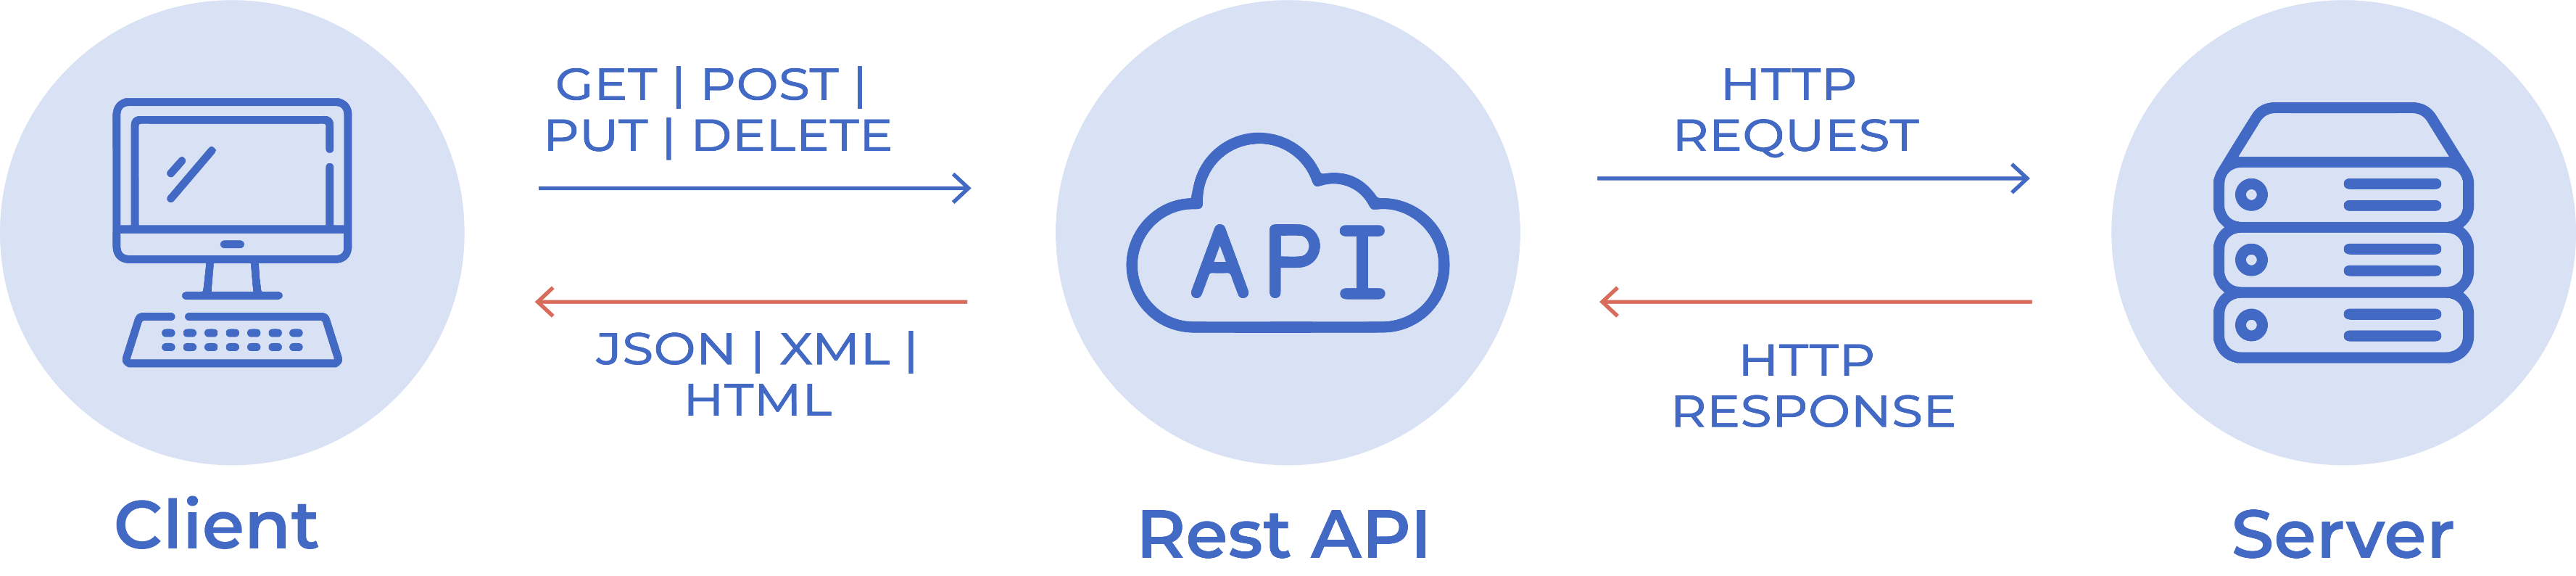 GET | POST |
PUT | DELETE
JSON | XML |
HTML
API
HTTP
REQUEST
HTTP
RESPONSE
Client
Rest API
Server